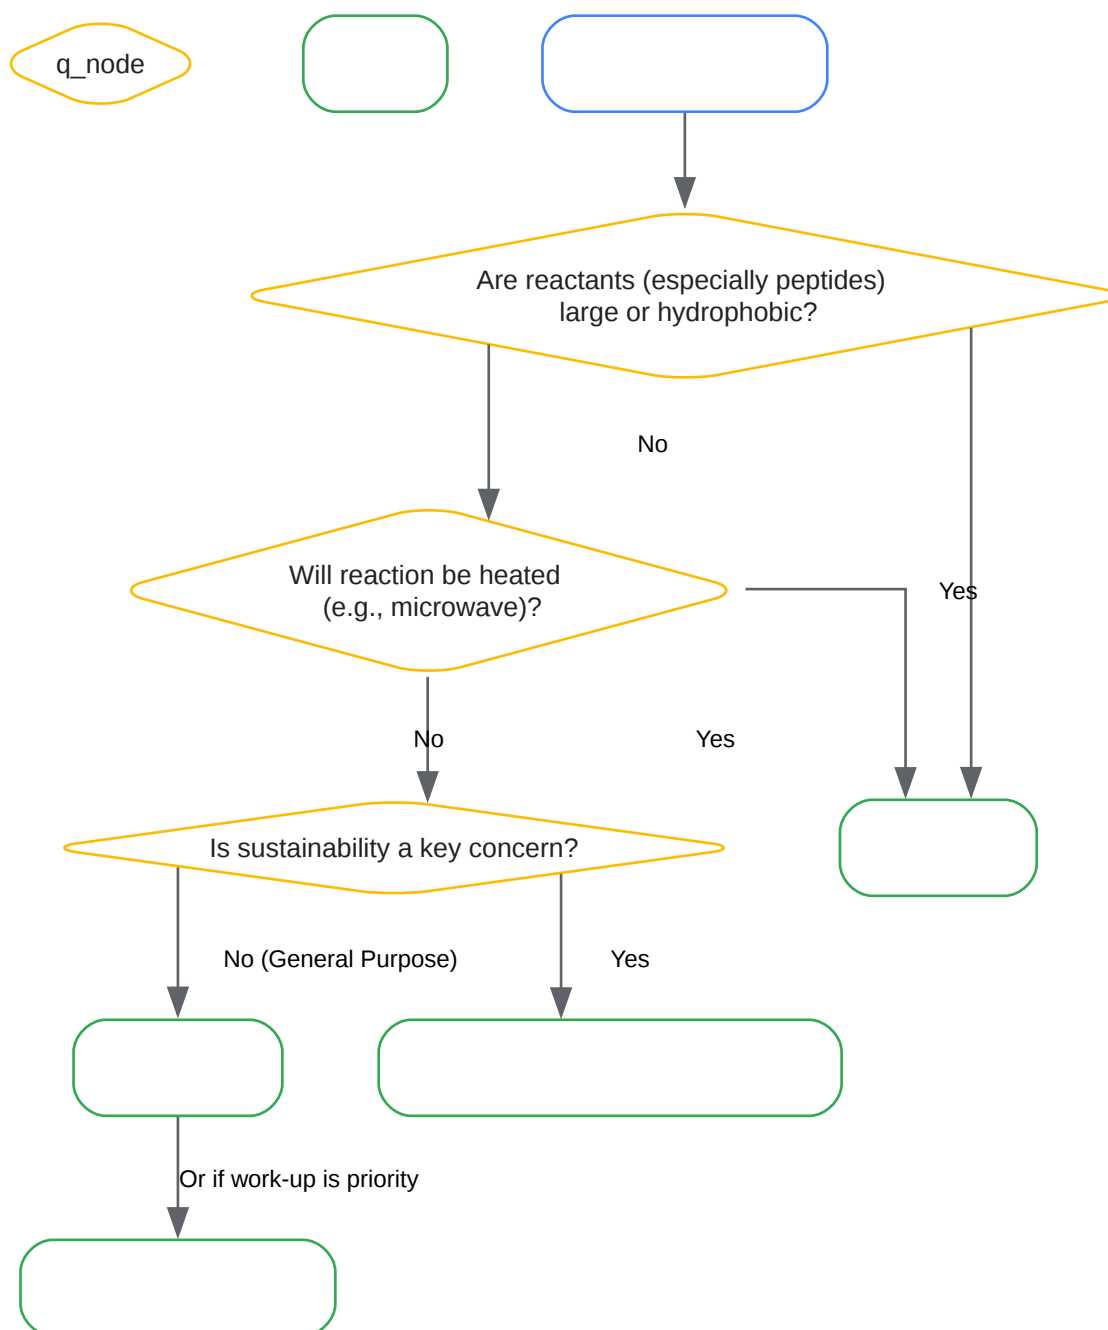 q_node
Are reactants (especially peptides)
large or hydrophobic?
No
Will reaction be heated
(e.g., microwave)?
Yes
No
Yes
Is sustainability a key concern?
No (General Purpose)
Yes
Or if work-up is priority